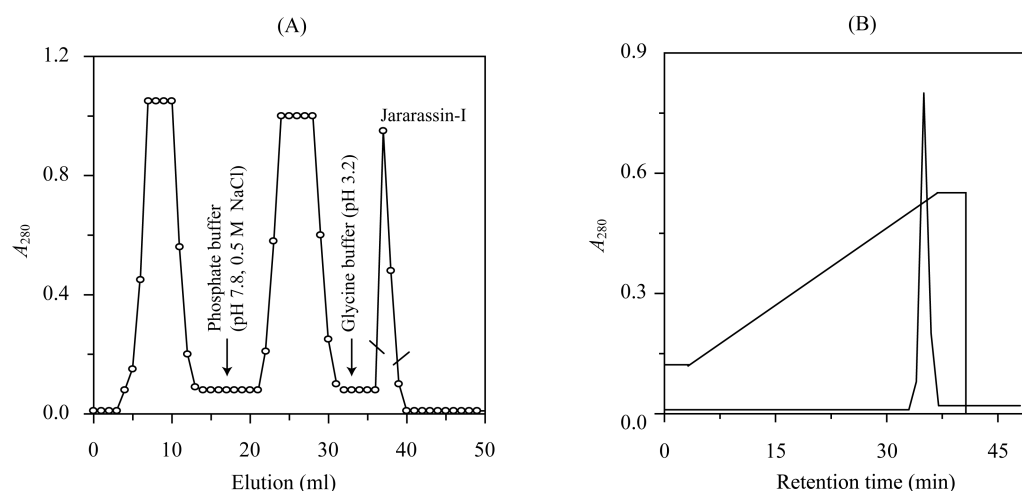 (A)
1.2
0.8
0.4
0.0
A280
Jararassin-I
Phosphate buffer
(pH 7.8, 0.5 M NaCl)
Glycine buffer (pH 3.2)
0 10 20 30 40 50
Elution (ml)
(B)
0.9
0.6
0.3
0.0
A280
0 15 30 45
Retention time (min)